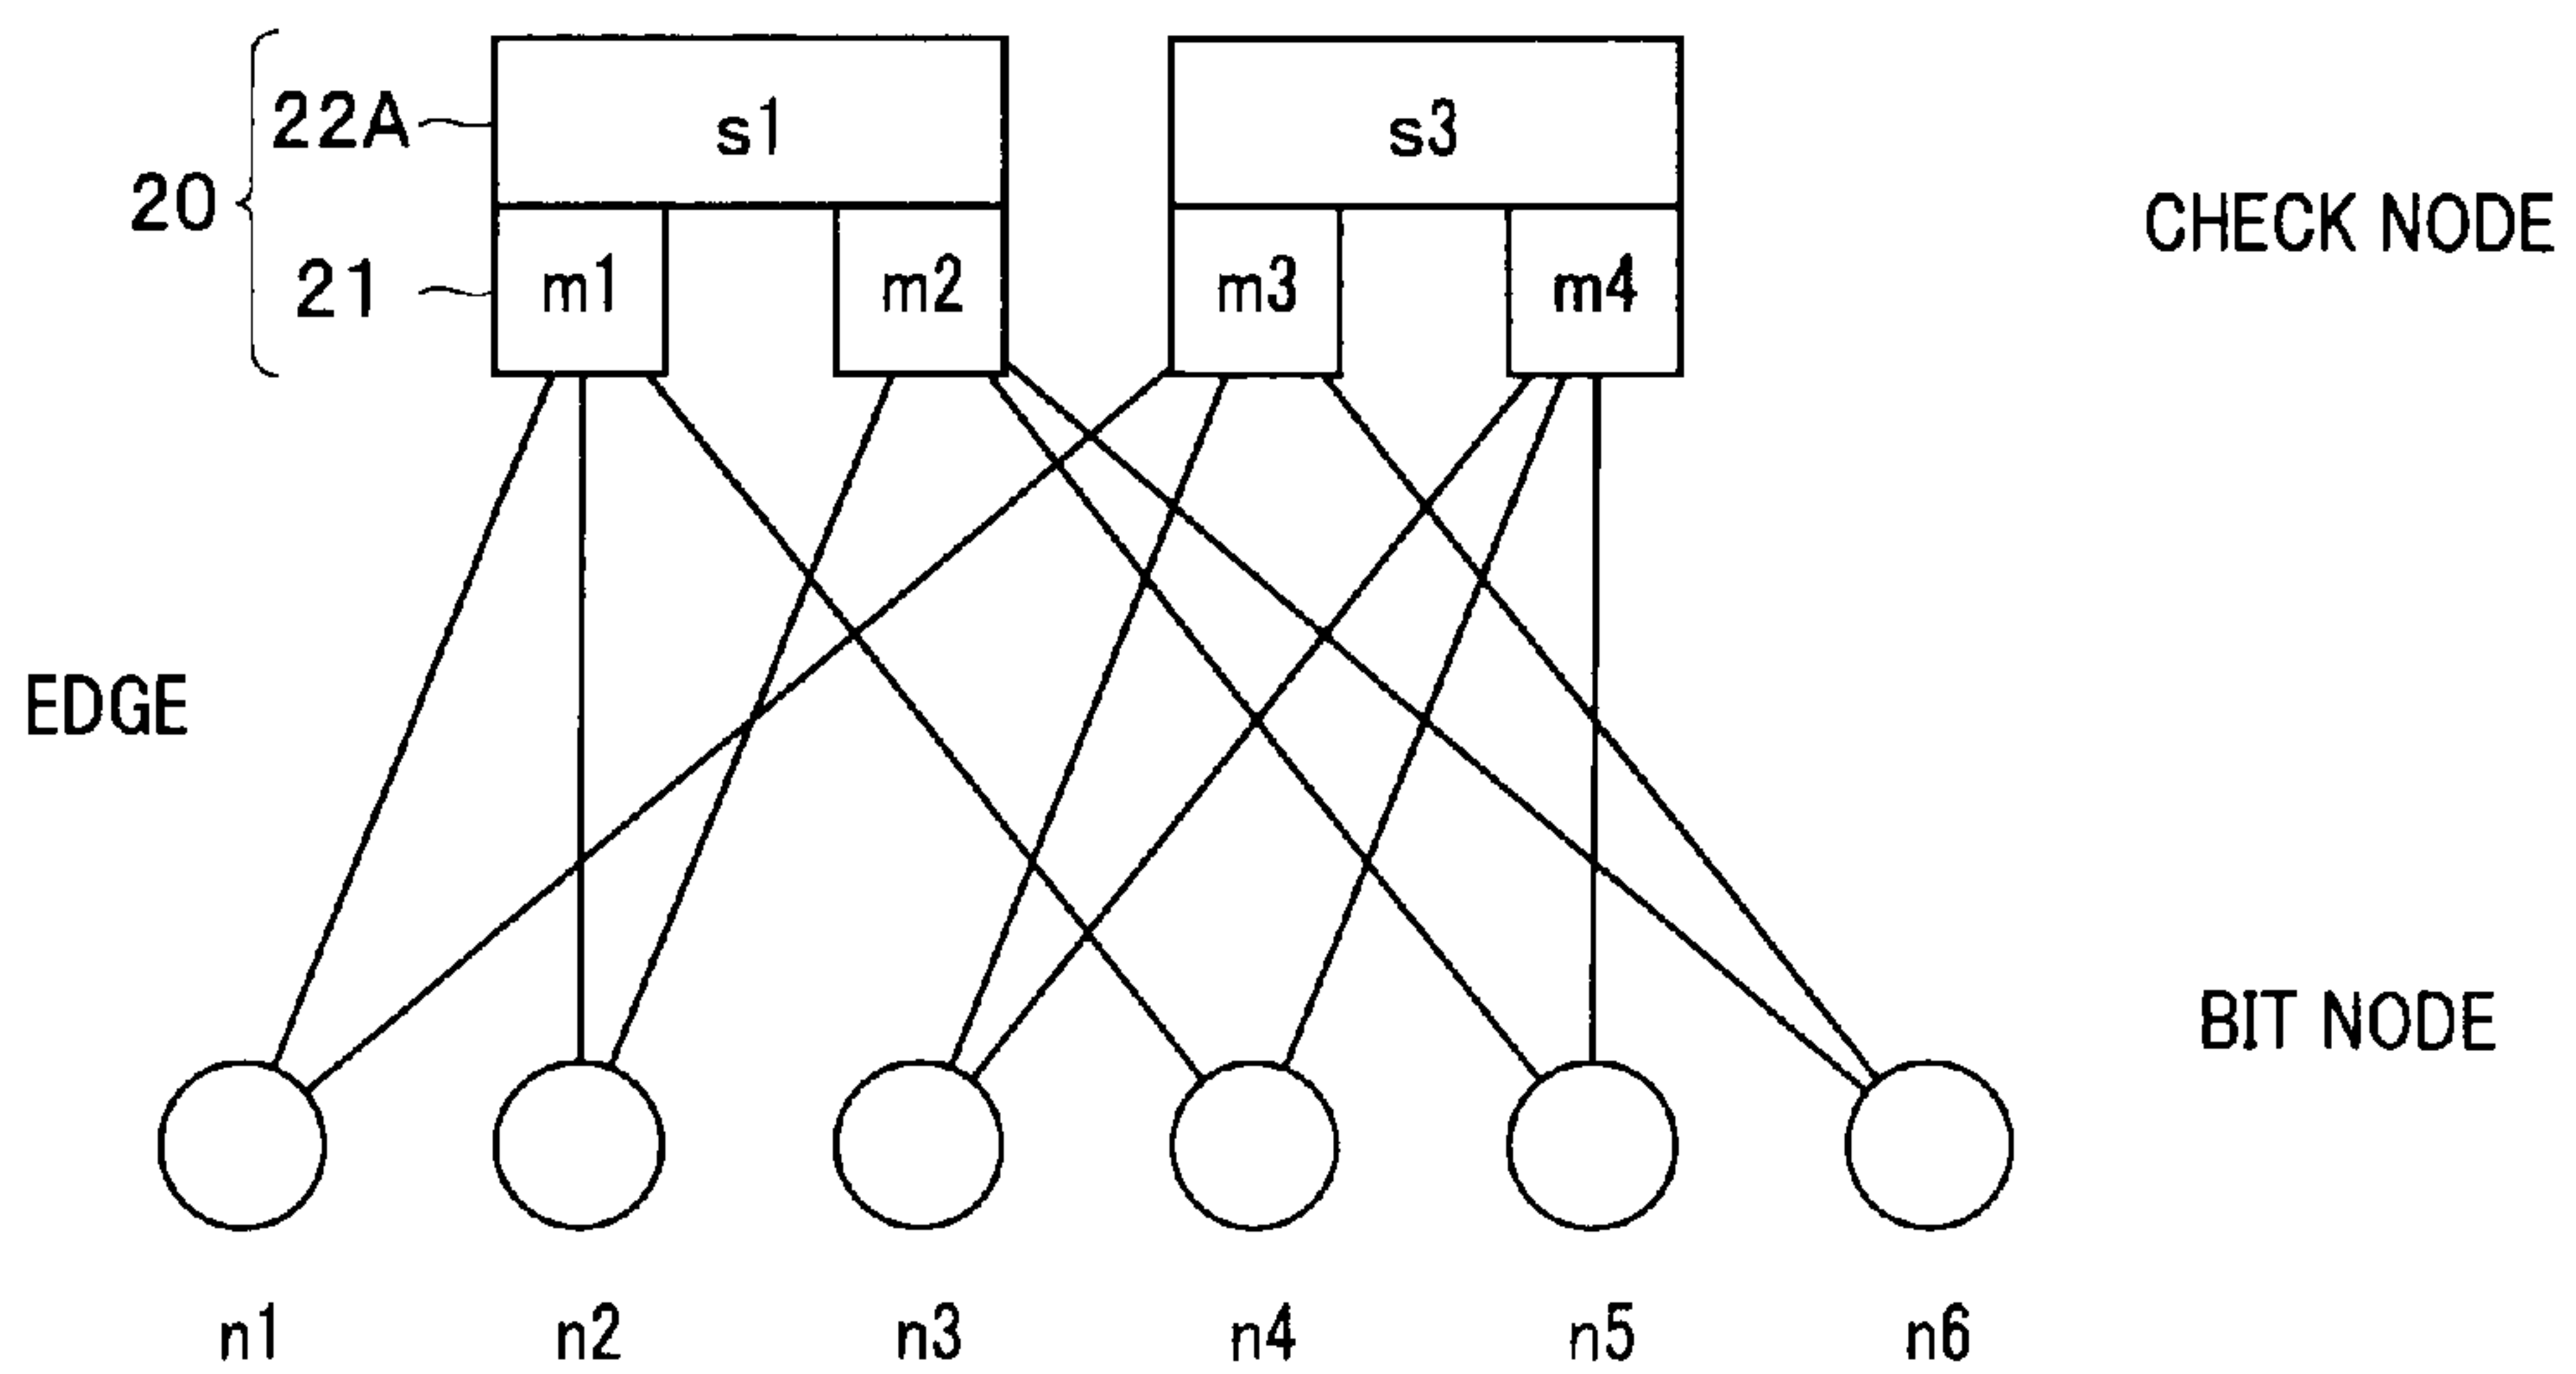 22A
s1
s3
20
CHECK NODE
21
m1
m2
m3
m4
EDGE
BIT NODE
n1
n2
n3
n4
n5
n6